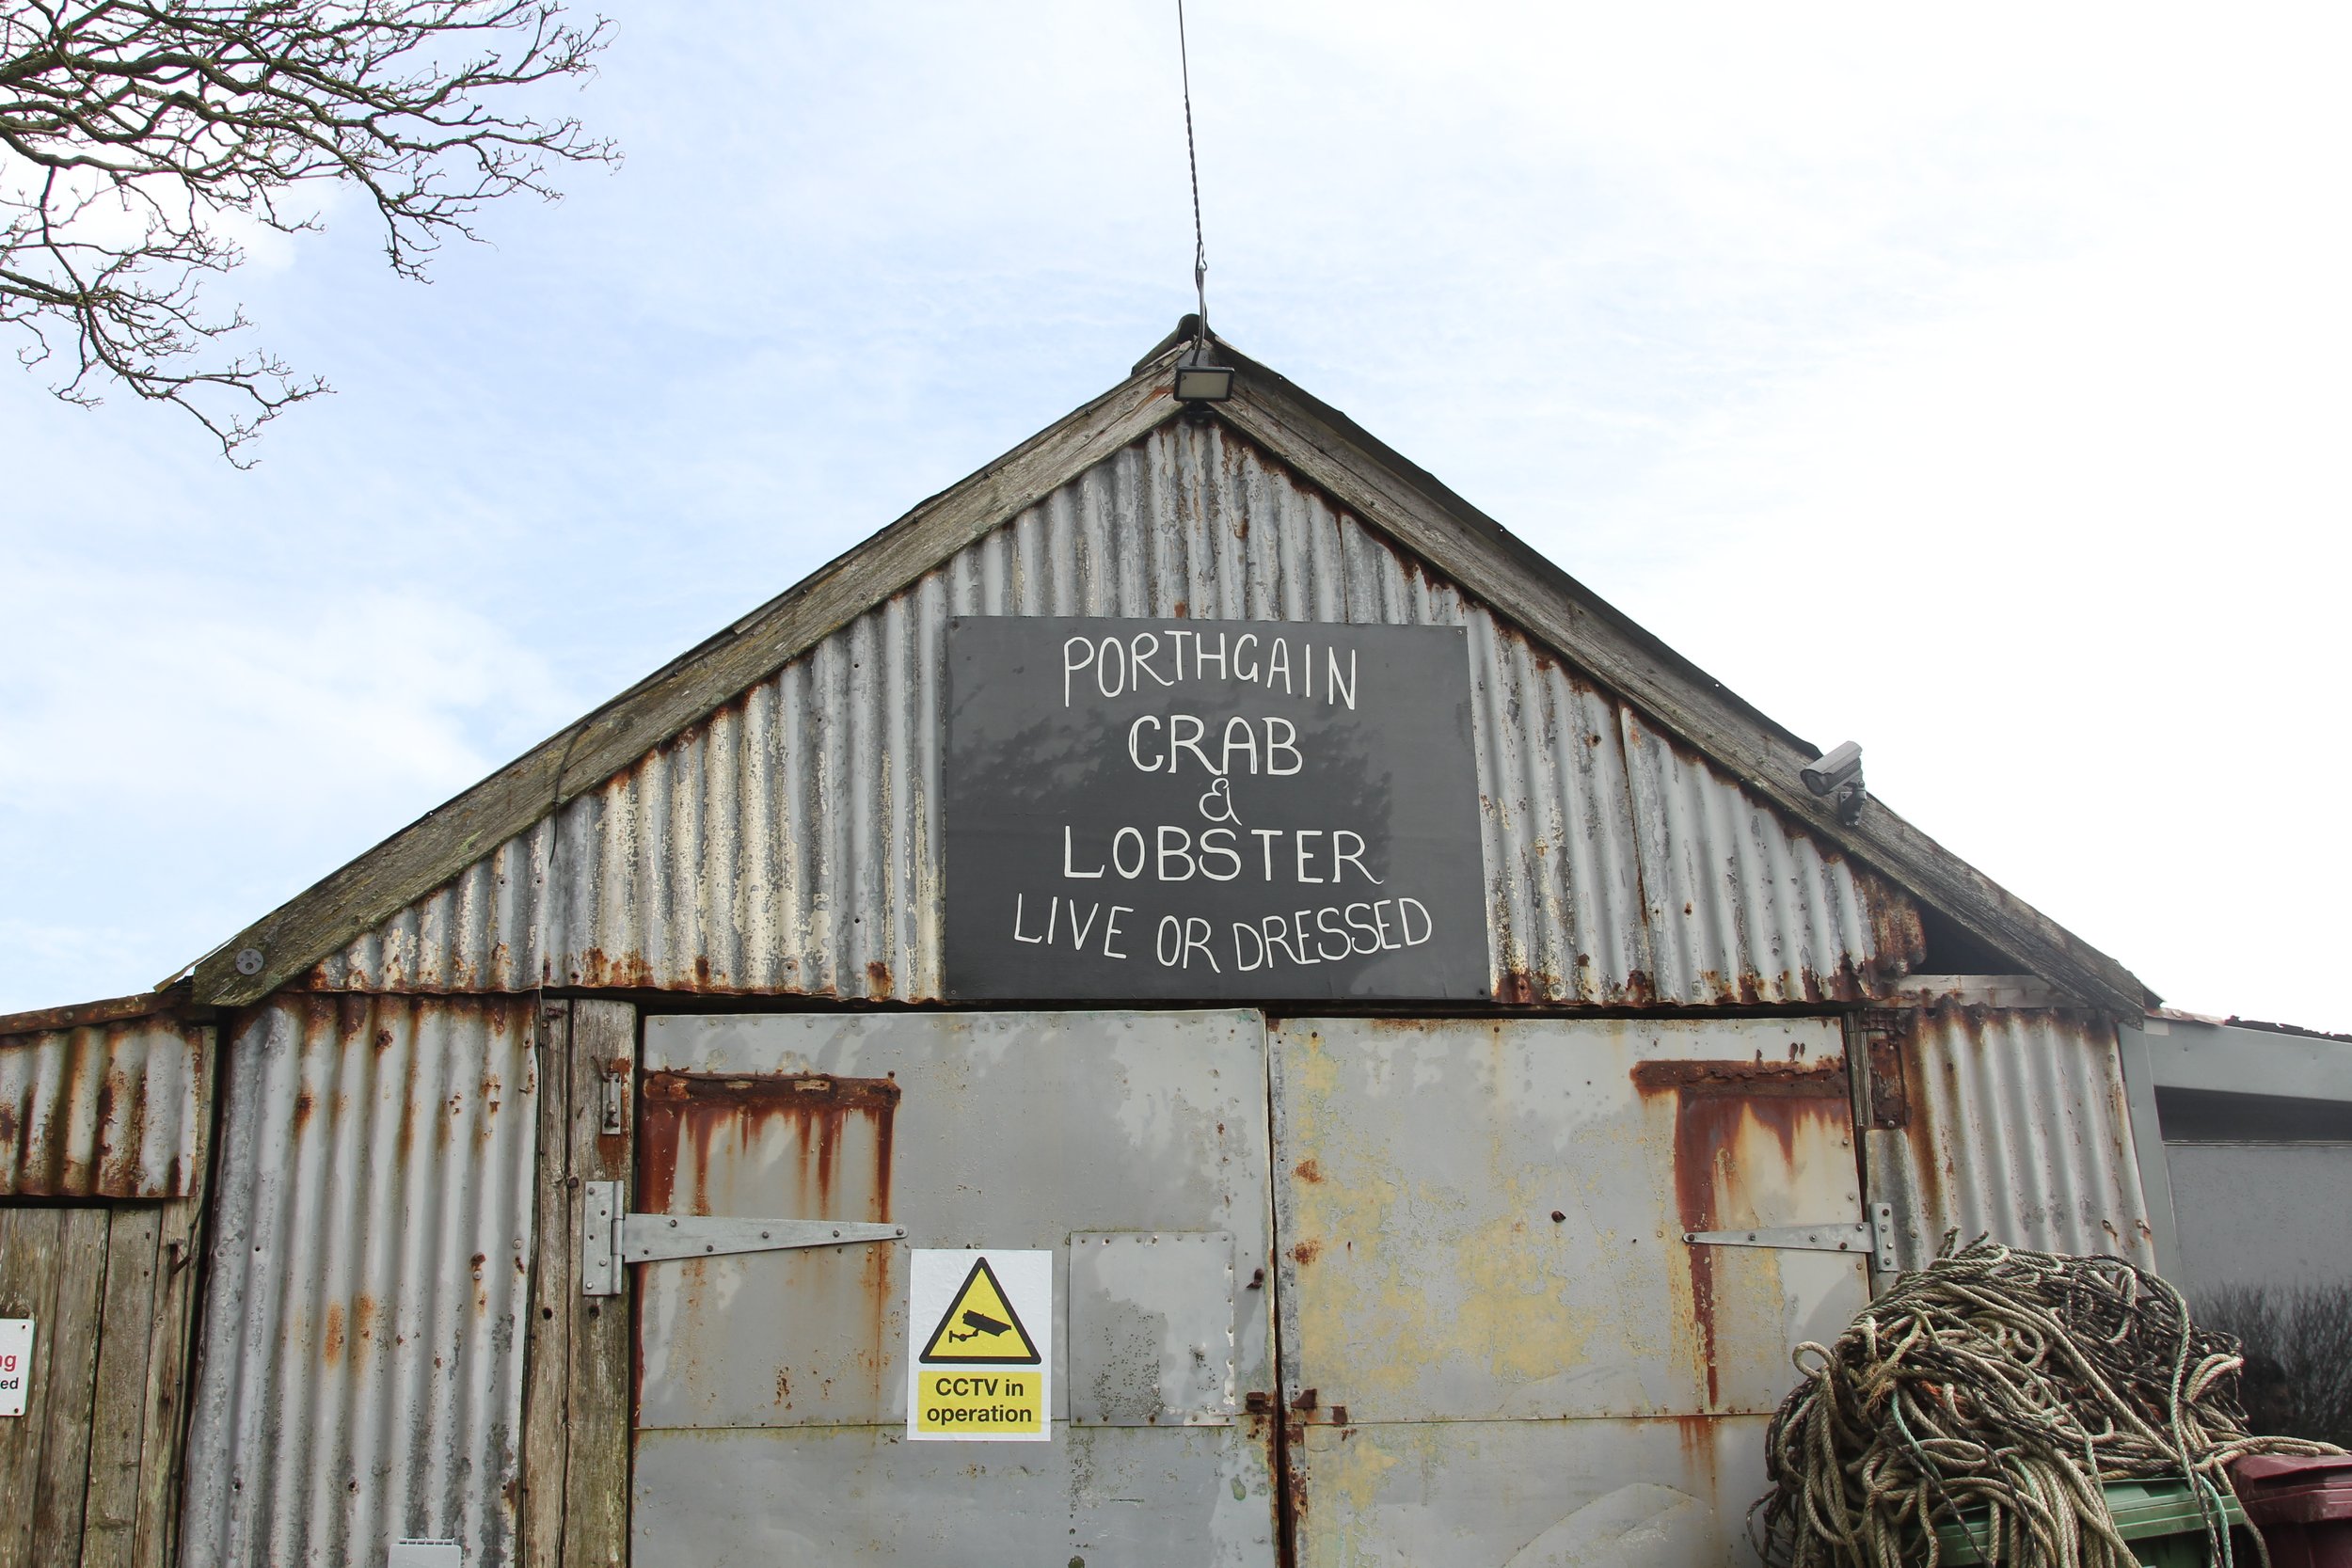 PORTHGAIN
CRAB
&
LOBSTER
LIVE OR DRESSED
CCTV in
operation